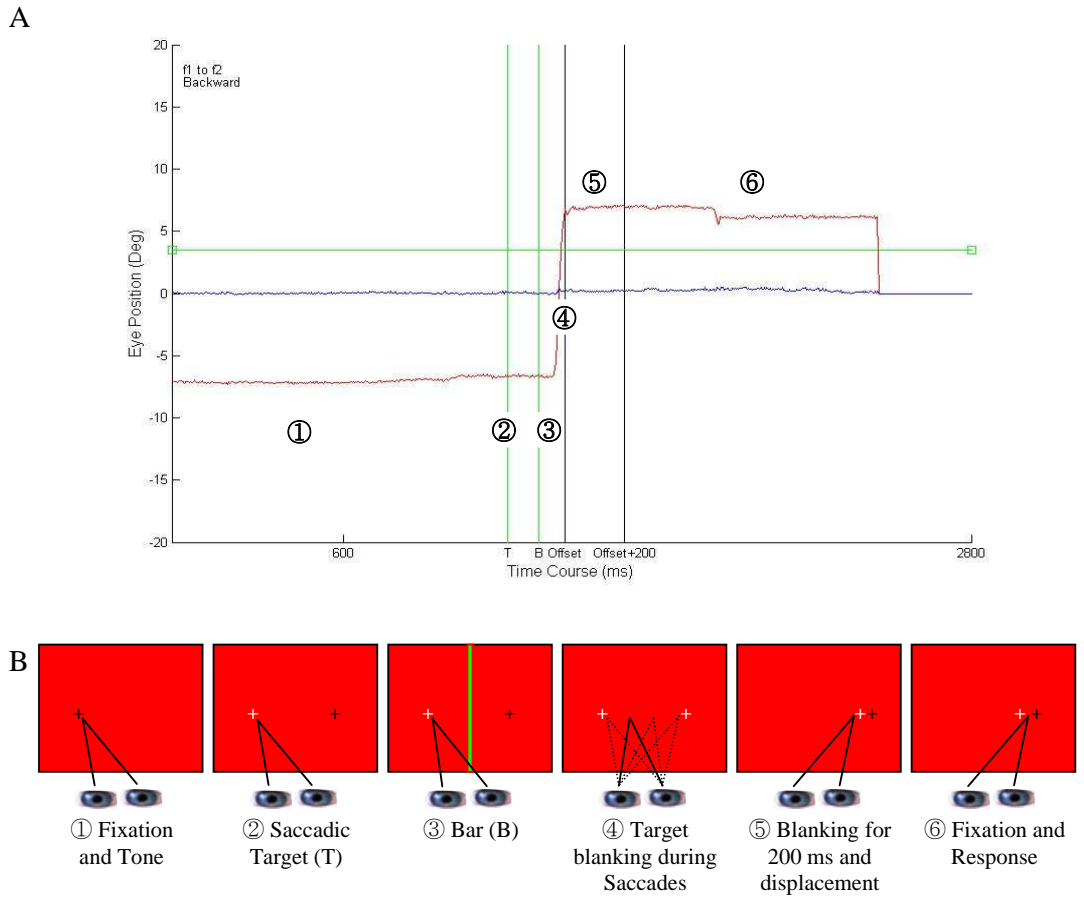 A
20
f1 to f2
Backward
15
10
⑤
⑥
5
0
④
-5
①
②
③
-10
-15
-20
Eye Position (Deg)
600
T
B
Offset
Offset+200
2800
Time Course (ms)
B
① Fixation
and Tone
② Saccadic
Target (T)
③ Bar (B)
④ Target
blanking during
Saccades
⑤ Blanking for
200 ms and
displacement
⑥ Fixation and
Response